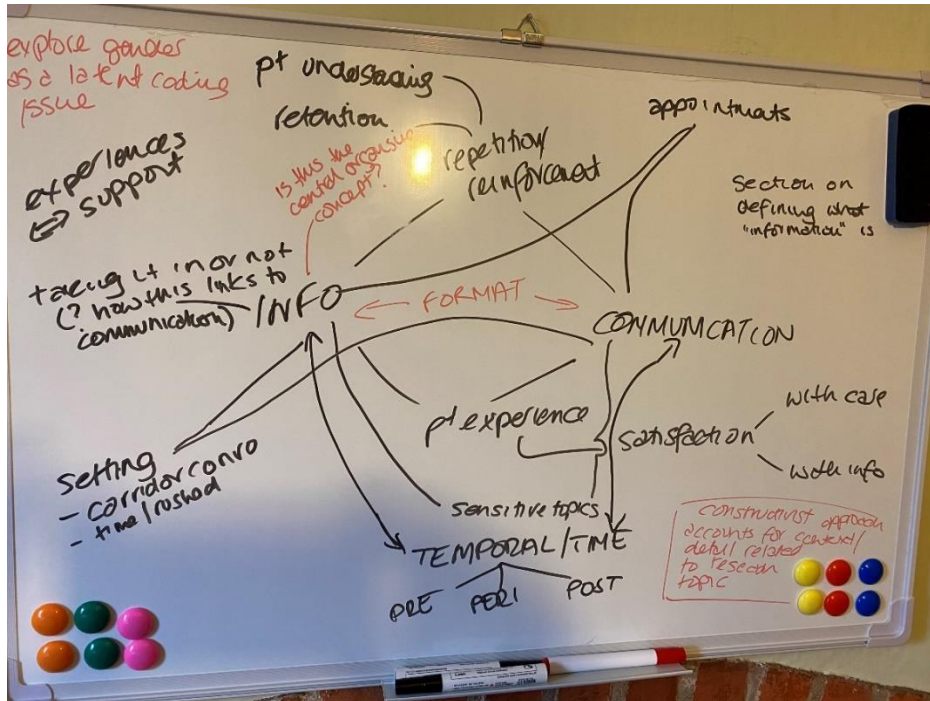 explore gender
as a latent coding
issue
experiences
↔ support
pt understanding
retention
repetition/
reinforcement
is this the
central organising
concept?
appointments
Section on
defining what
"information" is
taking it in or not
(? how this links to
communication)
INFO
FORMAT
COMMUNICATION
pt experience
satisfaction
with care
with info
setting
- corridor convo
- time/rushed
sensitive topics
TEMPORAL/TIME
PRE
PERI
POST
constructivist approach
accounts for context/
detail related
to research
topic